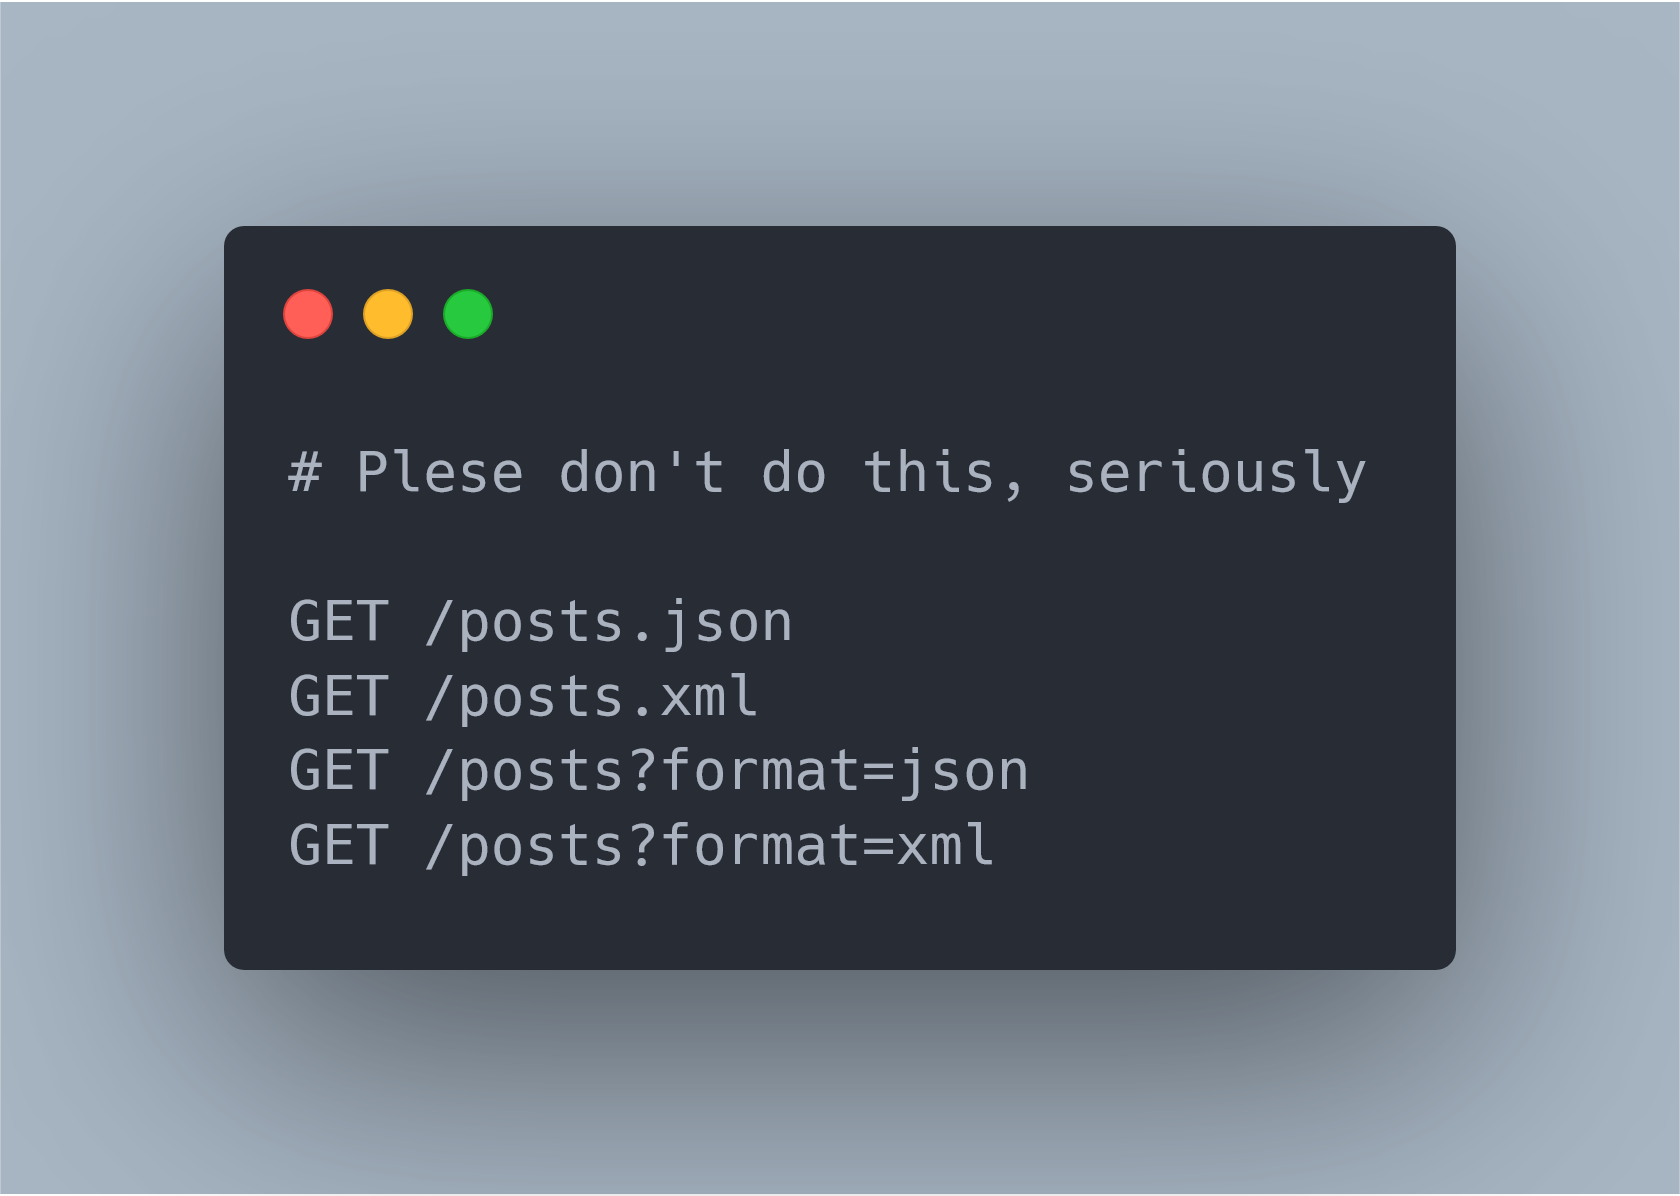 # Plese don't do this, seriously
GET /posts.json
GET /posts.xml
GET /posts?format=json
GET /posts?format=xml